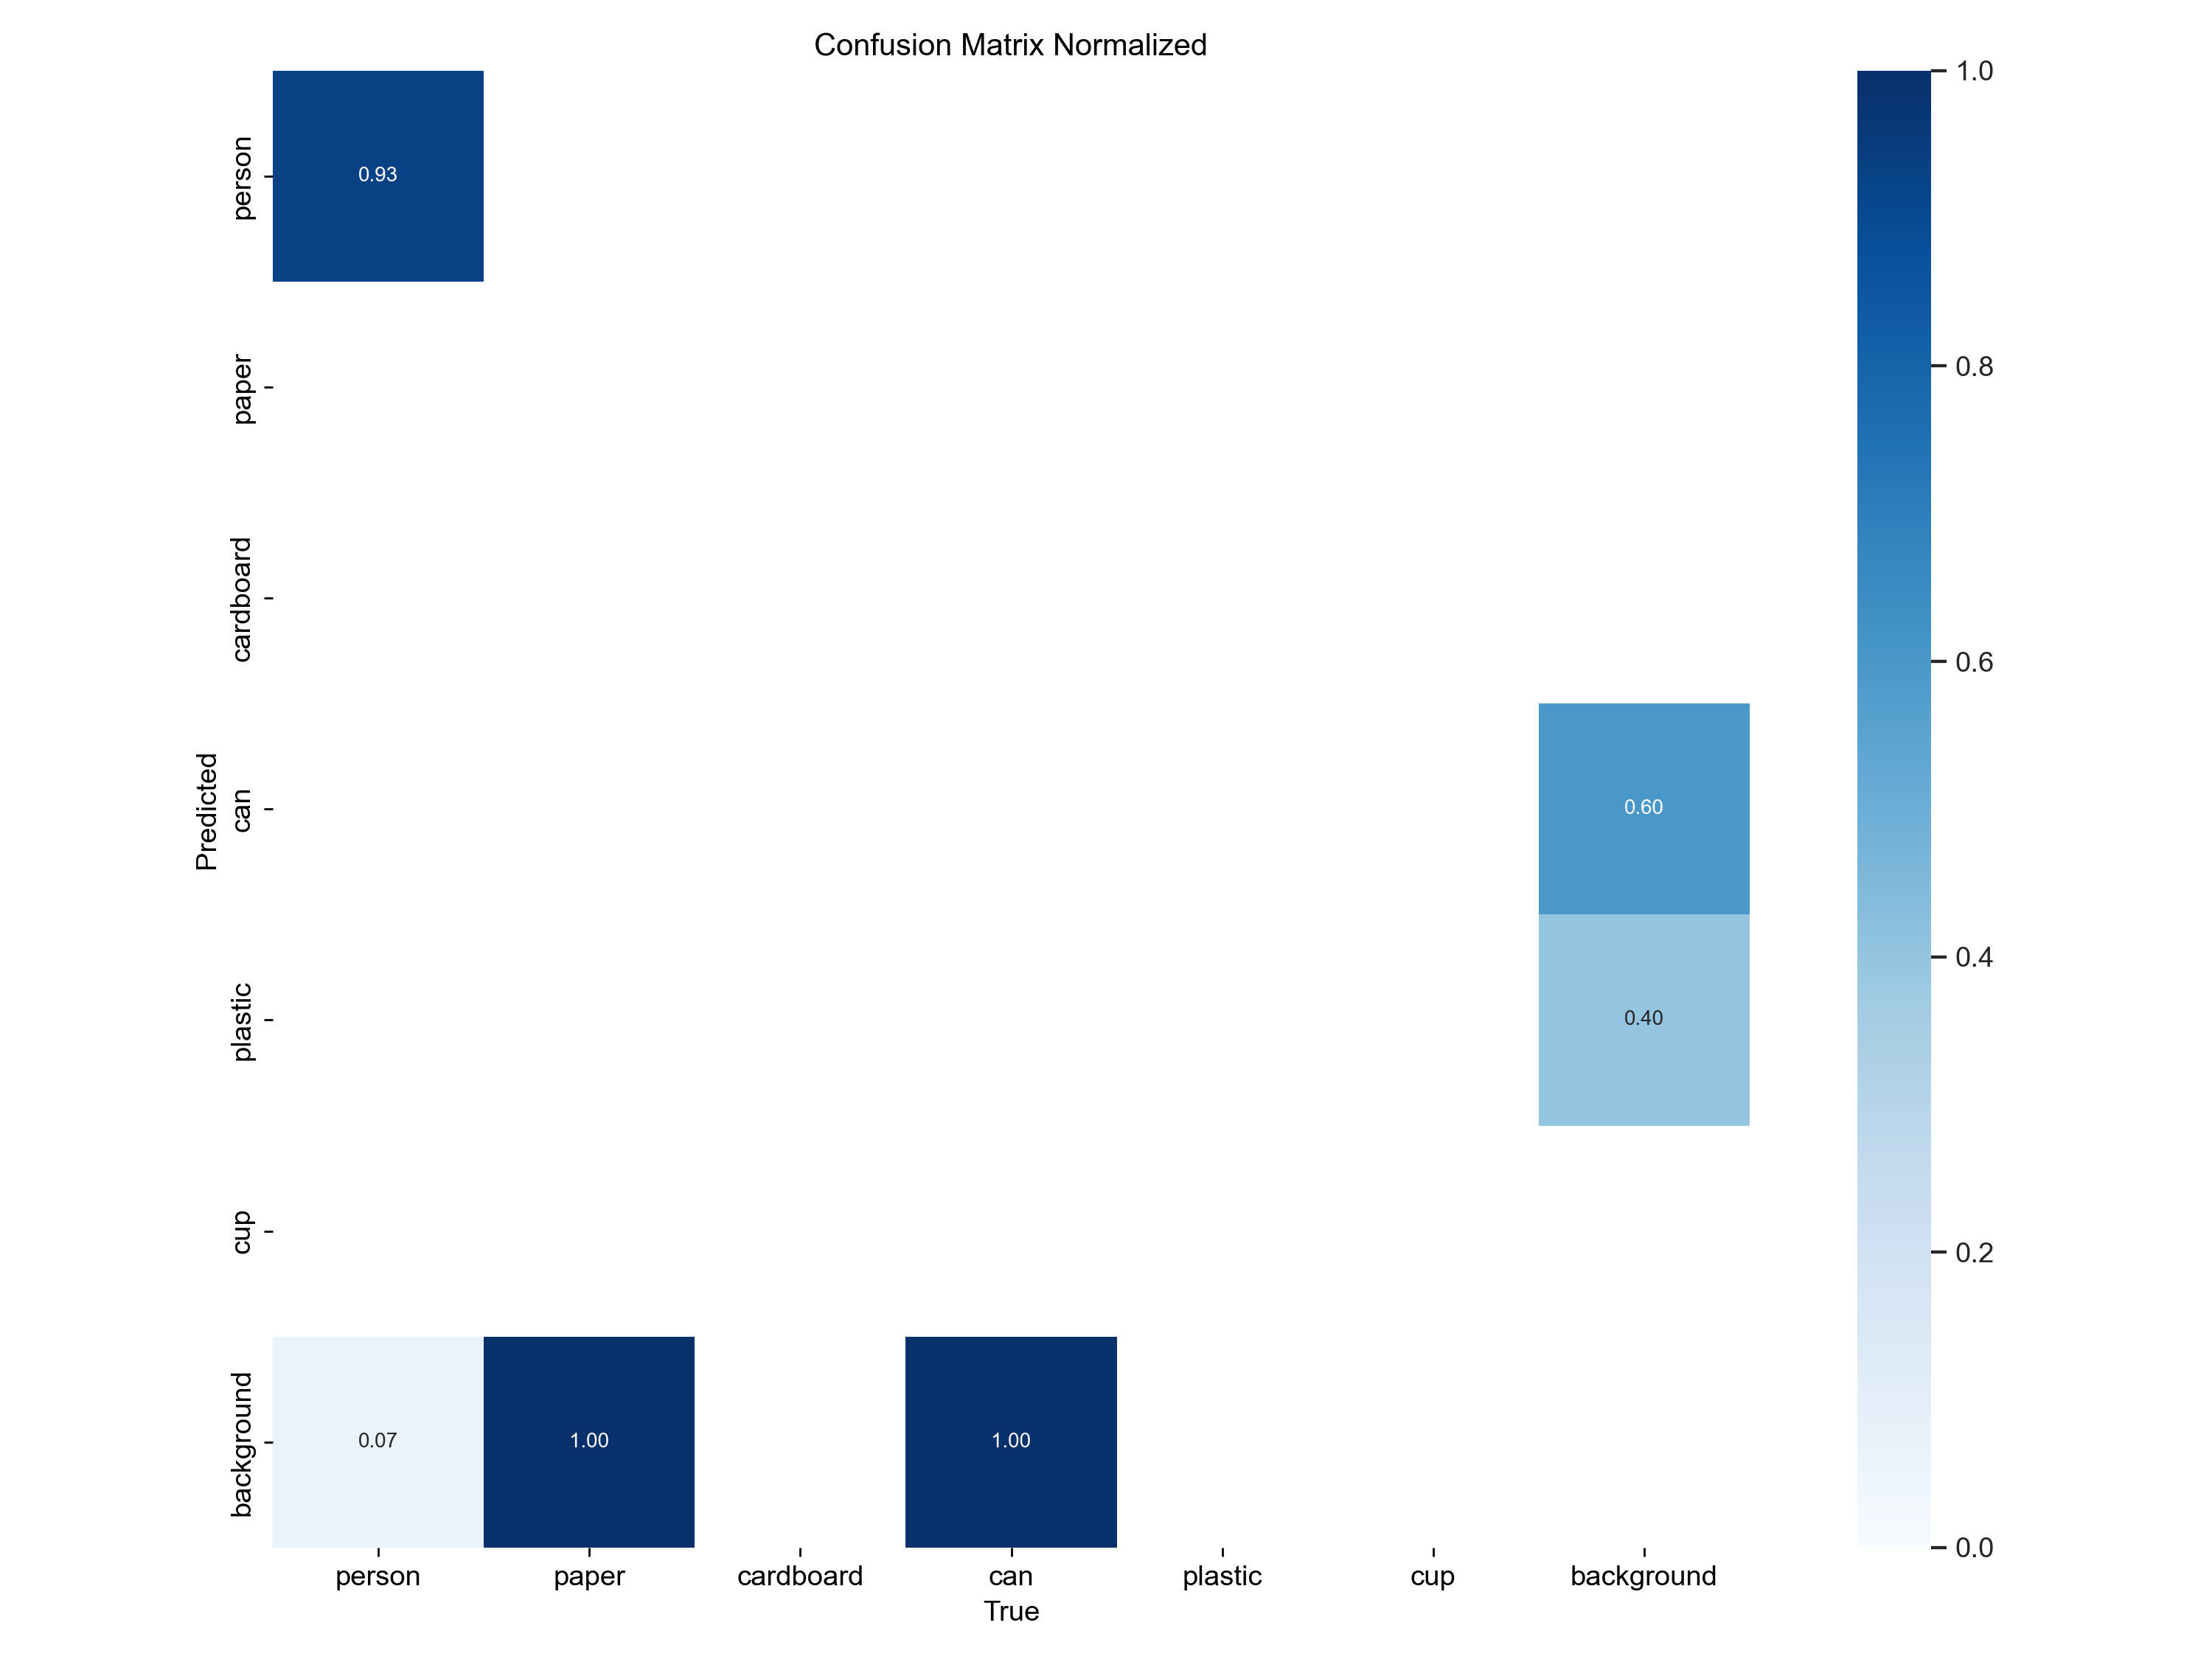 Confusion Matrix Normalized
1.0
person
0.93
paper
0.8
cardboard
0.6
Predicted
can
0.60
0.4
plastic
0.40
cup
0.2
background
0.07
1.00
1.00
0.0
person paper cardboard can plastic cup background
True